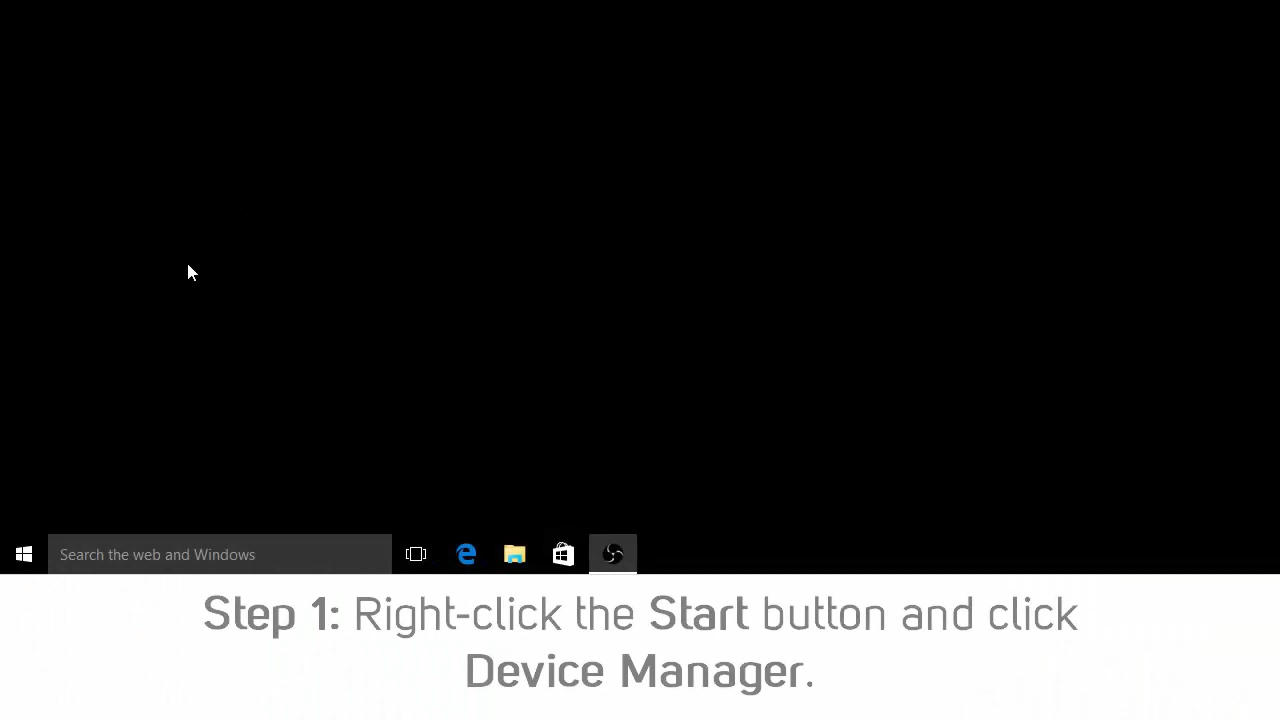 Search the web and Windows
Step 1: Right-click the Start button and click
Device Manager.